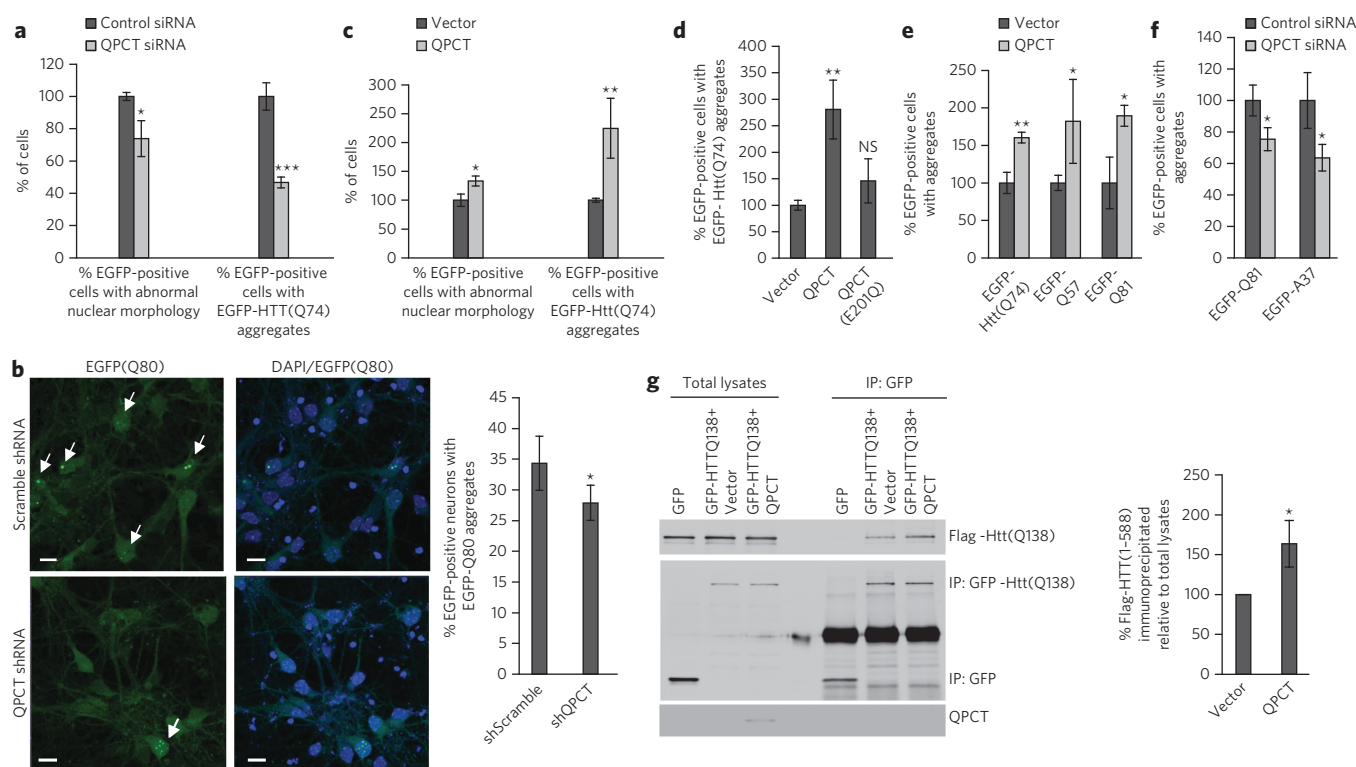 a
Control siRNA
QPCT siRNA
% of cells
120
100
80
60
40
20
0
*
***
% EGFP-positive
cells with abnormal
nuclear morphology
% EGFP-positive
cells with
EGFP-HTT(Q74)
aggregates
c
Vector
QPCT
% of cells
300
250
200
150
100
50
0
*
**
% EGFP-positive
cells with abnormal
nuclear morphology
% EGFP-positive
cells with
EGFP-Htt(Q74)
aggregates
d
% EGFP-positive cells with
EGFP- Htt(Q74) aggregates
400
350
300
250
200
150
100
50
0
**
NS
Vector
QPCT
QPCT
(E201Q)
e
Vector
QPCT
% EGFP-positive cells
with aggregates
250
200
150
100
50
0
**
*
*
EGFP-
Htt(Q74)
EGFP-
Q57
EGFP-
Q81
f
Control siRNA
QPCT siRNA
% EGFP-positive cells with
aggregates
140
120
100
80
60
40
20
0
*
*
EGFP-Q81
EGFP-A37
b
EGFP(Q80)
DAPI/EGFP(Q80)
Scramble shRNA
QPCT shRNA
% EGFP-positive neurons with
EGFP-Q80 aggregates
45
40
35
30
25
20
15
10
5
0
*
shScramble
shQPCT
g
Total lysates
IP: GFP
GFP
GFP-HTTQ138+
Vector
GFP-HTTQ138+
QPCT
GFP
GFP-HTTQ138+
Vector
GFP-HTTQ138+
QPCT
Flag -Htt(Q138)
IP: GFP -Htt(Q138)
IP: GFP
QPCT
% Flag-HTT(1–588)
immunoprecipitated
relative to total lysates
250
200
150
100
50
0
*
Vector
QPCT